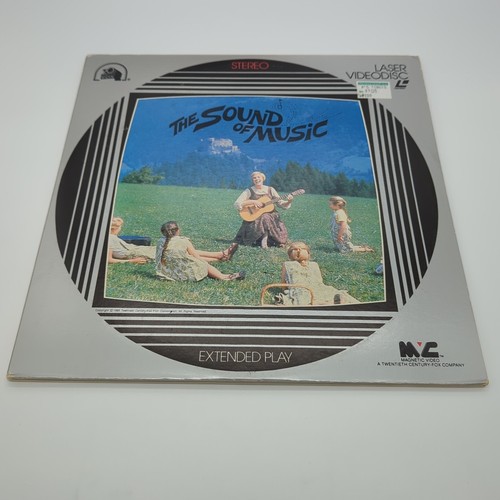 STEREO
LASER
VIDEODISC
THE SOUND
OF MUSIC
EXTENDED PLAY
MAGNETIC VIDEO
A TWENTIETH CENTURY-FOX COMPANY